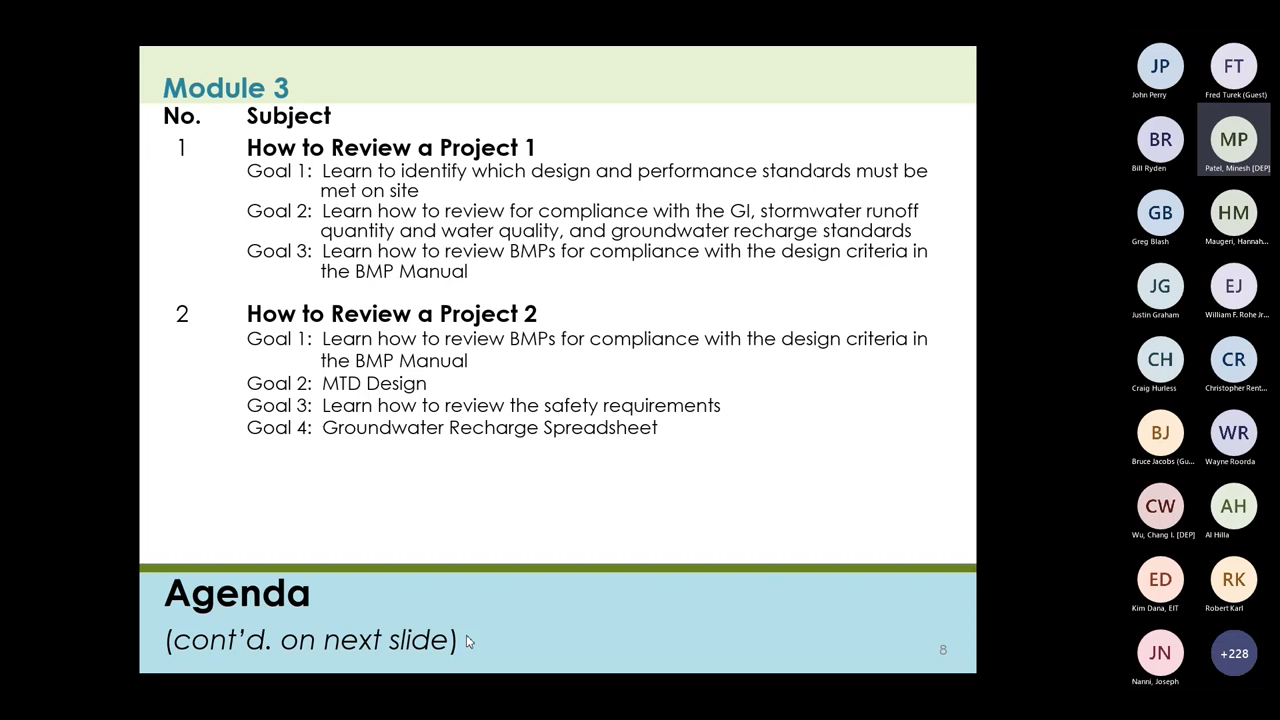 Module 3
No. Subject
1 How to Review a Project 1
Goal 1: Learn to identify which design and performance standards must be
met on site
Goal 2: Learn how to review for compliance with the GI, stormwater runoff
quantity and water quality, and groundwater recharge standards
Goal 3: Learn how to review BMPs for compliance with the design criteria in
the BMP Manual
2 How to Review a Project 2
Goal 1: Learn how to review BMPs for compliance with the design criteria in
the BMP Manual
Goal 2: MTD Design
Goal 3: Learn how to review the safety requirements
Goal 4: Groundwater Recharge Spreadsheet
Agenda
(cont’d. on next slide)
8
JP FT
John Perry Fred Turek (Guest)
BR MP
Bill Ryden Patel, Minesh [DEP]
GB HM
Greg Blash Maugeri, Hannah...
JG EJ
Justin Graham William F. Rohe Jr...
CH CR
Craig Hurless Christopher Rent...
BJ WR
Bruce Jacobs (Gu... Wayne Roorda
CW AH
Wu, Chang I. [DEP] Al Hilla
ED RK
Kim Dana, EIT Robert Karl
JN +228
Nanni, Joseph